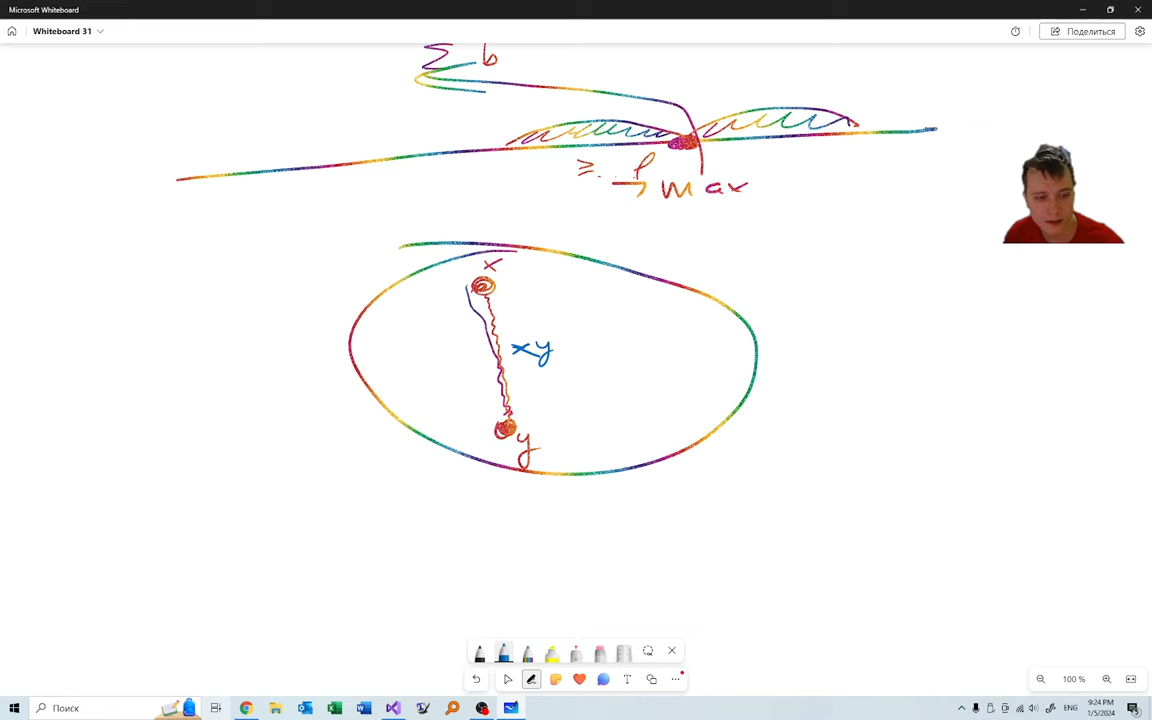 Microsoft Whiteboard
Whiteboard 31
Поделиться
Σ b
≥ p
→ max
x
xy
y
100 %
Поиск
ENG
9:24 PM
1/5/2024